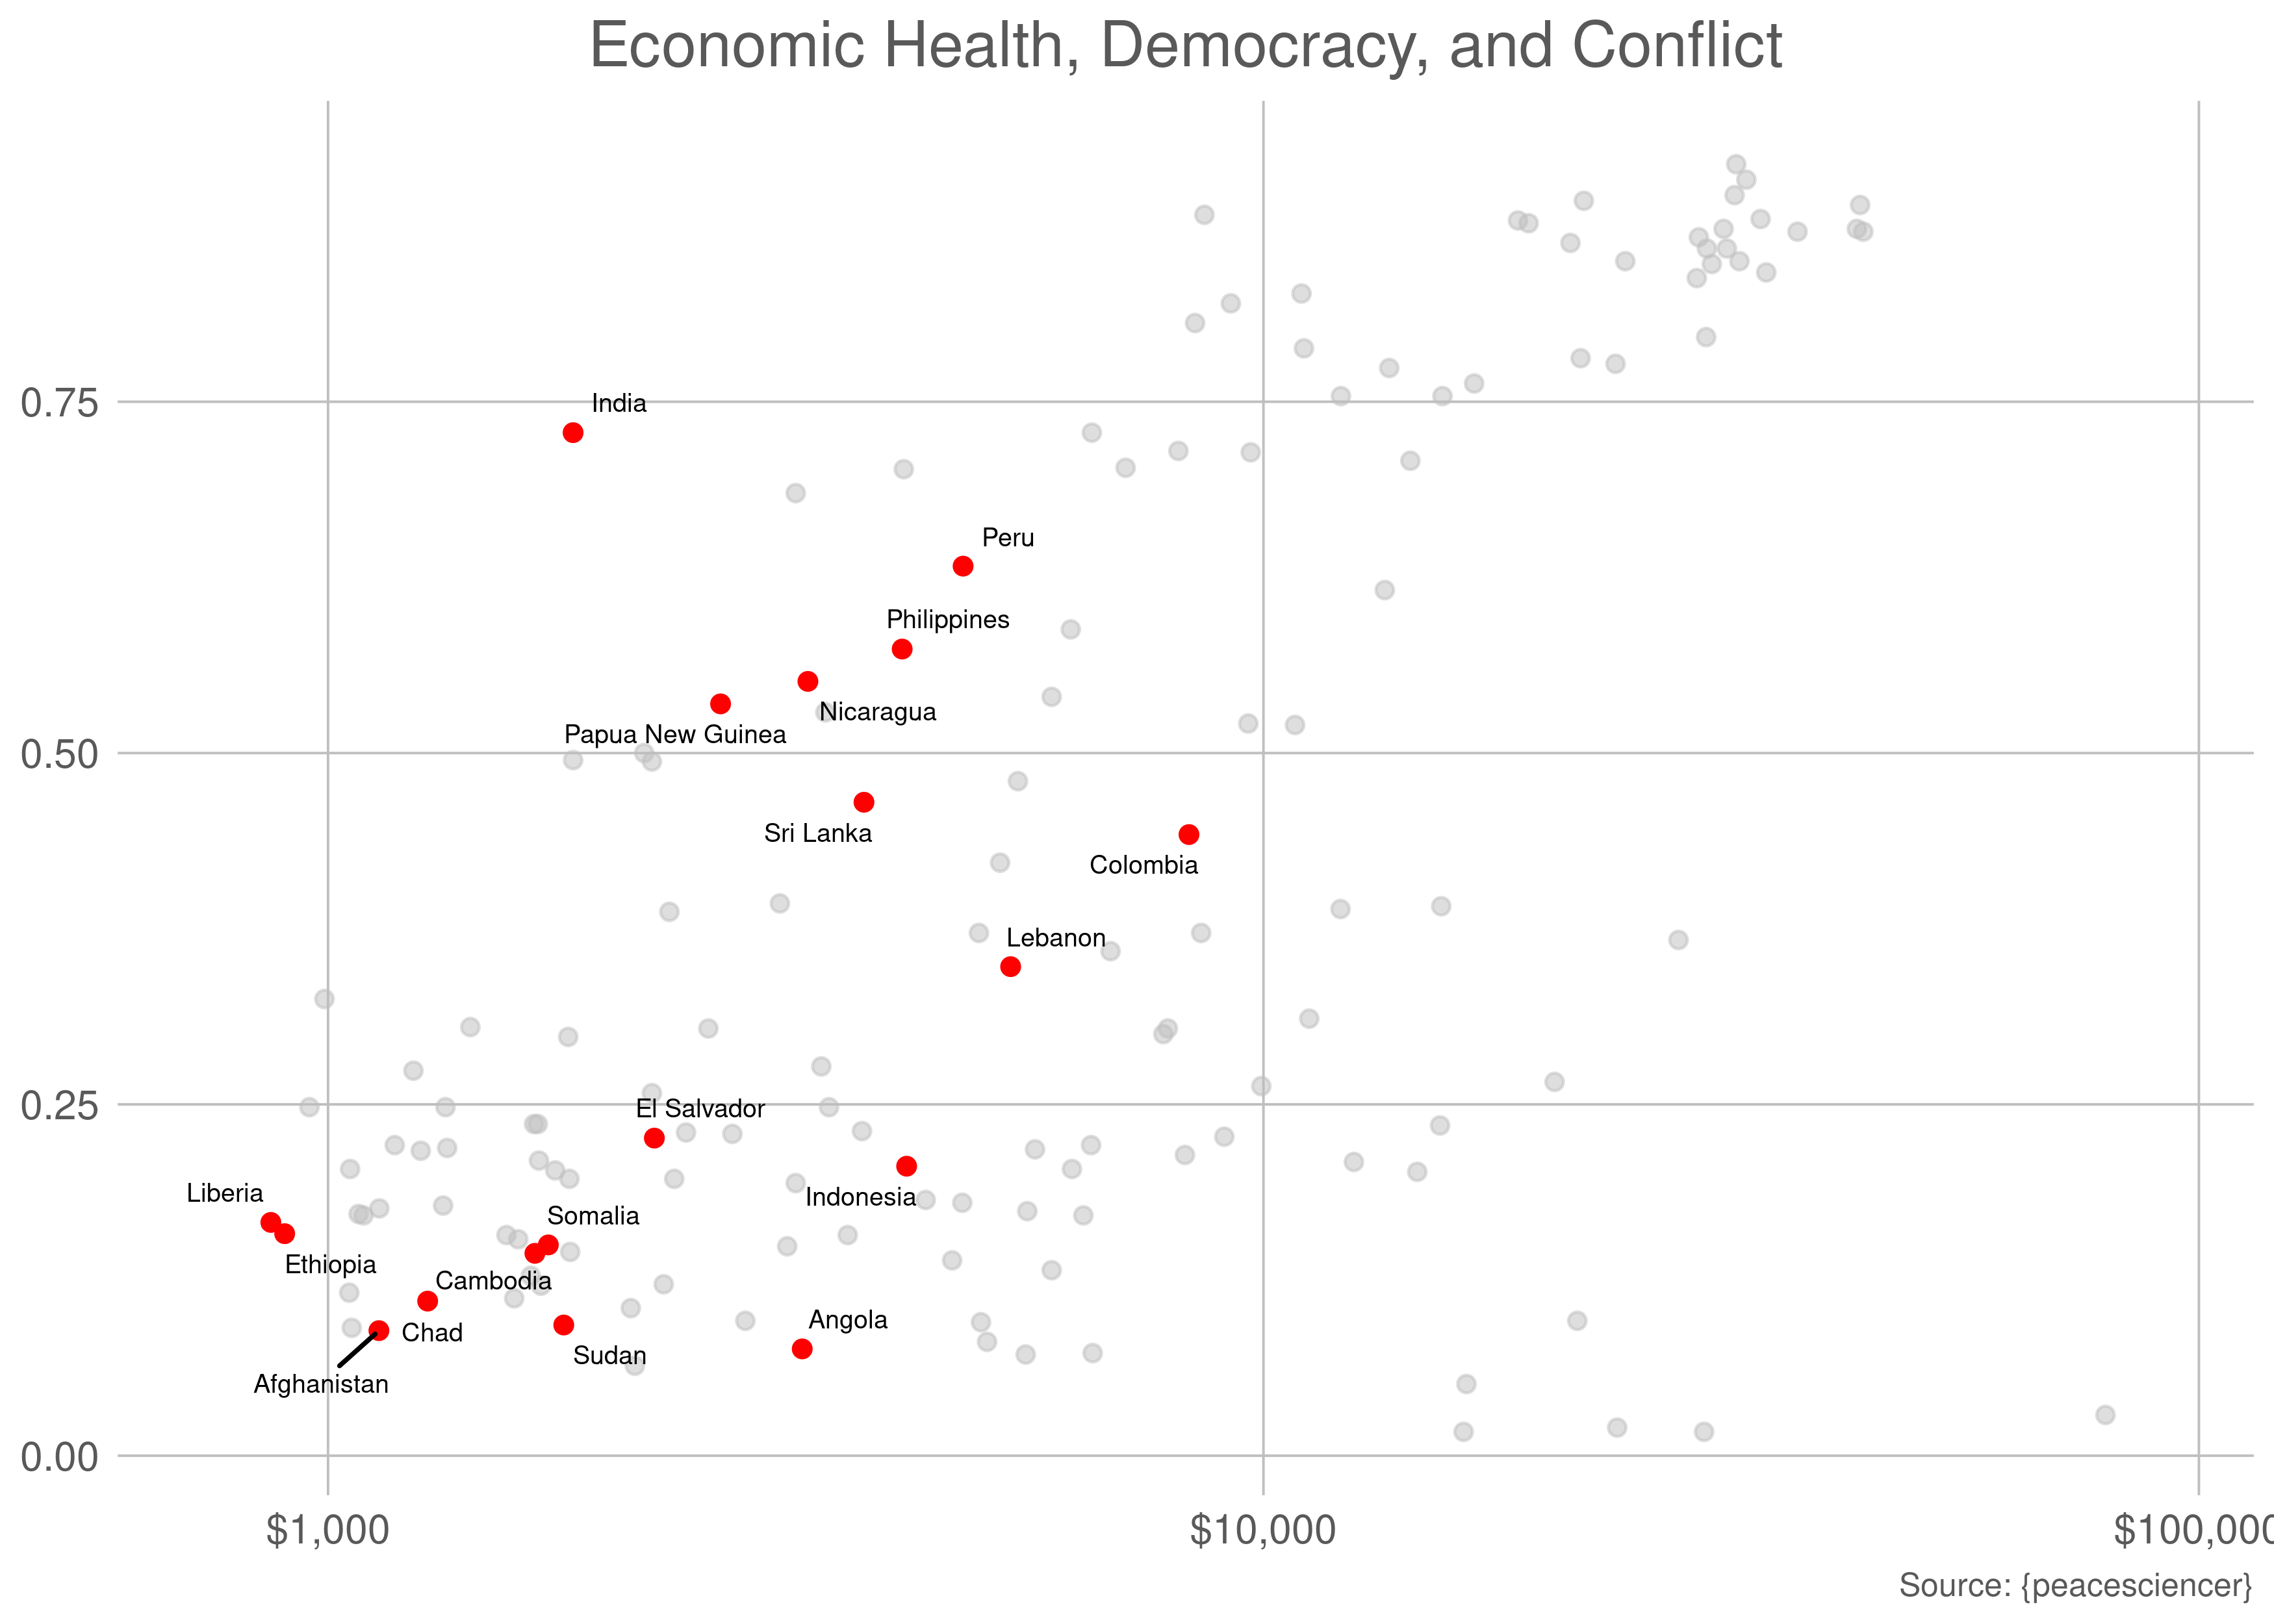 Economic Health, Democracy, and Conflict
0.75
India
Peru
Philippines
Nicaragua
Papua New Guinea
0.50
Sri Lanka
Colombia
Lebanon
0.25
El Salvador
Liberia
Indonesia
Somalia
Ethiopia
Cambodia
Angola
Chad
Sudan
Afghanistan
0.00
$1,000
$10,000
$100,000
Source: {peacesciencer}